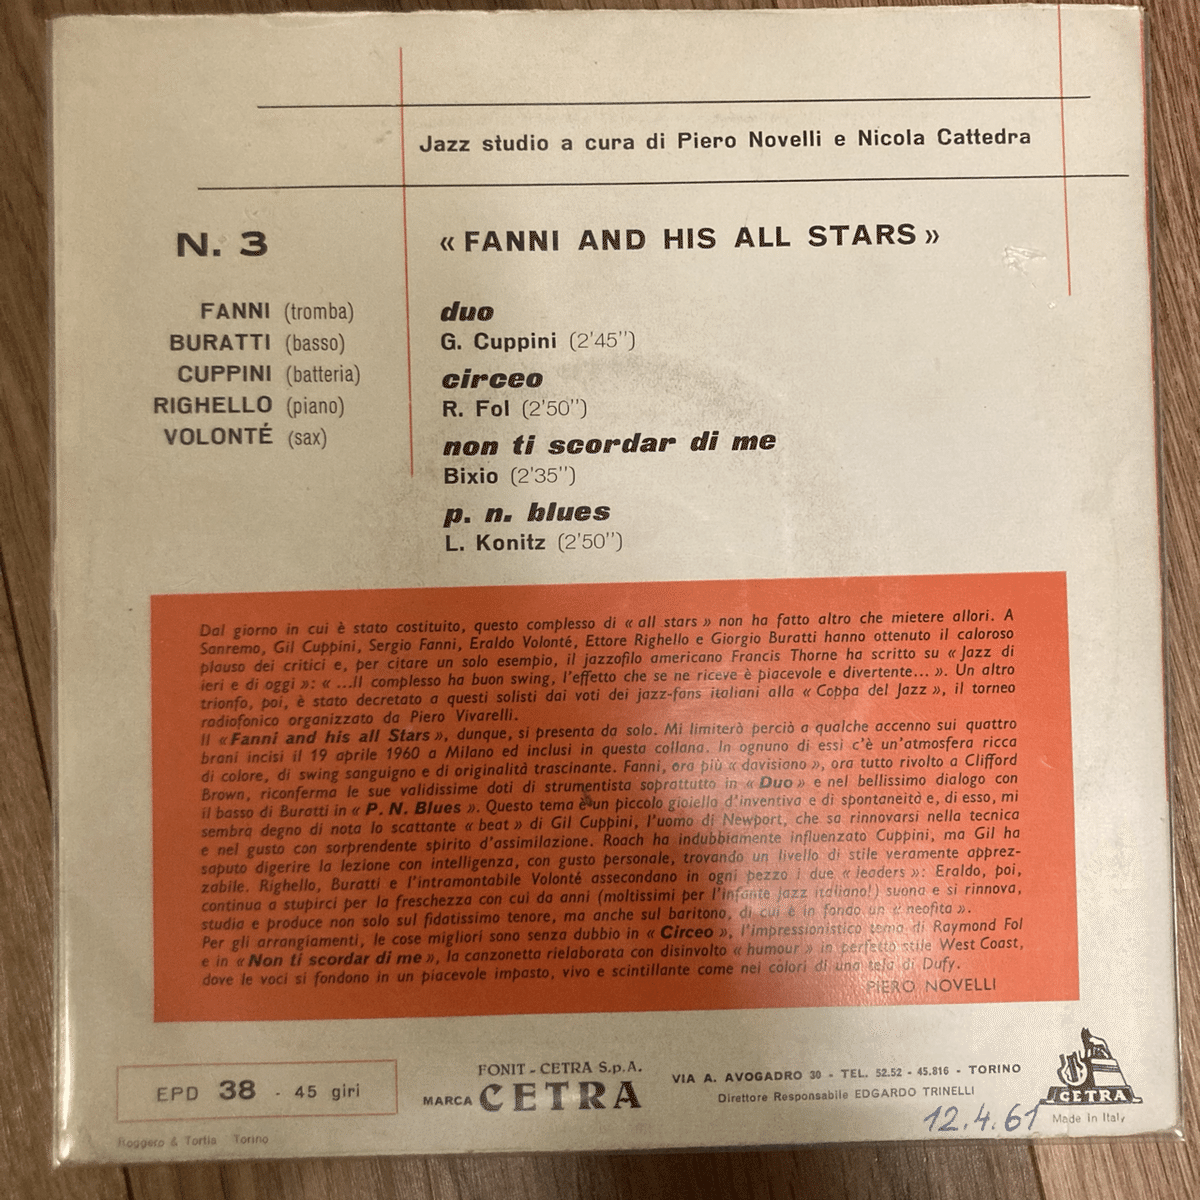 Jazz studio a cura di Piero Novelli e Nicola Cattedra
N. 3
« FANNI AND HIS ALL STARS »
FANNI (tromba)
BURATTI (basso)
CUPPINI (batteria)
RIGHELLO (piano)
VOLONTÉ (sax)
duo
G. Cuppini (2'45'')
circeo
R. Fol (2'50'')
non ti scordar di me
Bixio (2'35'')
p. n. blues
L. Konitz (2'50'')
Dal giorno in cui è stato costituito, questo complesso di « all stars » non ha fatto altro che mietere allori. A
Sanremo, Gil Cuppini, Sergio Fanni, Eraldo Volonté, Ettore Righello e Giorgio Buratti hanno ottenuto il caloroso
plauso dei critici e, per citare un solo esempio, il jazzofilo americano Francis Thorne ha scritto su « Jazz di
ieri e di oggi »: « ...Il complesso ha buon swing, l'effetto che se ne riceve è piacevole e divertente... ». Un altro
trionfo, poi, è stato decretato a questi solisti dai voti dei jazz-fans italiani alla « Coppa del Jazz », il torneo
radiofonico organizzato da Piero Vivarelli.
Il « Fanni and his all Stars », dunque, si presenta da solo. Mi limiterò perciò a qualche accenno sui quattro
brani incisi il 19 aprile 1960 a Milano ed inclusi in questa collana. In ognuno di essi c'è un'atmosfera ricca
di colore, di swing sanguigno e di originalità trascinante. Fanni, ora più « davisiano », ora tutto rivolto a Clifford
Brown, riconferma le sue validissime doti di strumentista soprattutto in « Duo » e nel bellissimo dialogo con
il basso di Buratti in « P. N. Blues ». Questo tema è un piccolo gioiello d'inventiva e di spontaneità e, di esso, mi
sembra degno di nota lo scattante « beat » di Gil Cuppini, l'uomo di Newport, che sa rinnovarsi nella tecnica
e nel gusto con sorprendente spirito d'assimilazione. Roach ha indubbiamente influenzato Cuppini, ma Gil ha
saputo digerire la lezione con intelligenza, con gusto personale, trovando un livello di stile veramente apprez-
zabile. Righello, Buratti e l'intramontabile Volonté assecondano in ogni pezzo i due « leaders »: Eraldo, poi,
continua a stupirci per la freschezza con cui da anni (moltissimi per l'infante jazz italiano!) suona e si rinnova,
studia e produce non solo sul fidatissimo tenore, ma anche sul baritono, di cui è in fondo un « neofita ».
Per gli arrangiamenti, le cose migliori sono senza dubbio in « Circeo », l'impressionistico tema di Raymond Fol
e in « Non ti scordar di me », la canzonetta rielaborata con disinvolto « humour » in perfetto stile West Coast,
dove le voci si fondono in un piacevole impasto, vivo e scintillante come nei colori di una tela di Dufy.
PIERO NOVELLI
EPD 38 - 45 giri
FONIT - CETRA S.p.A.
MARCA CETRA
VIA A. AVOGADRO 30 - TEL. 52.52 - 45.816 - TORINO
Direttore Responsabile EDGARDO TRINELLI
12.4.61
CETRA
Made in Italy
Roggero & Tortia Torino